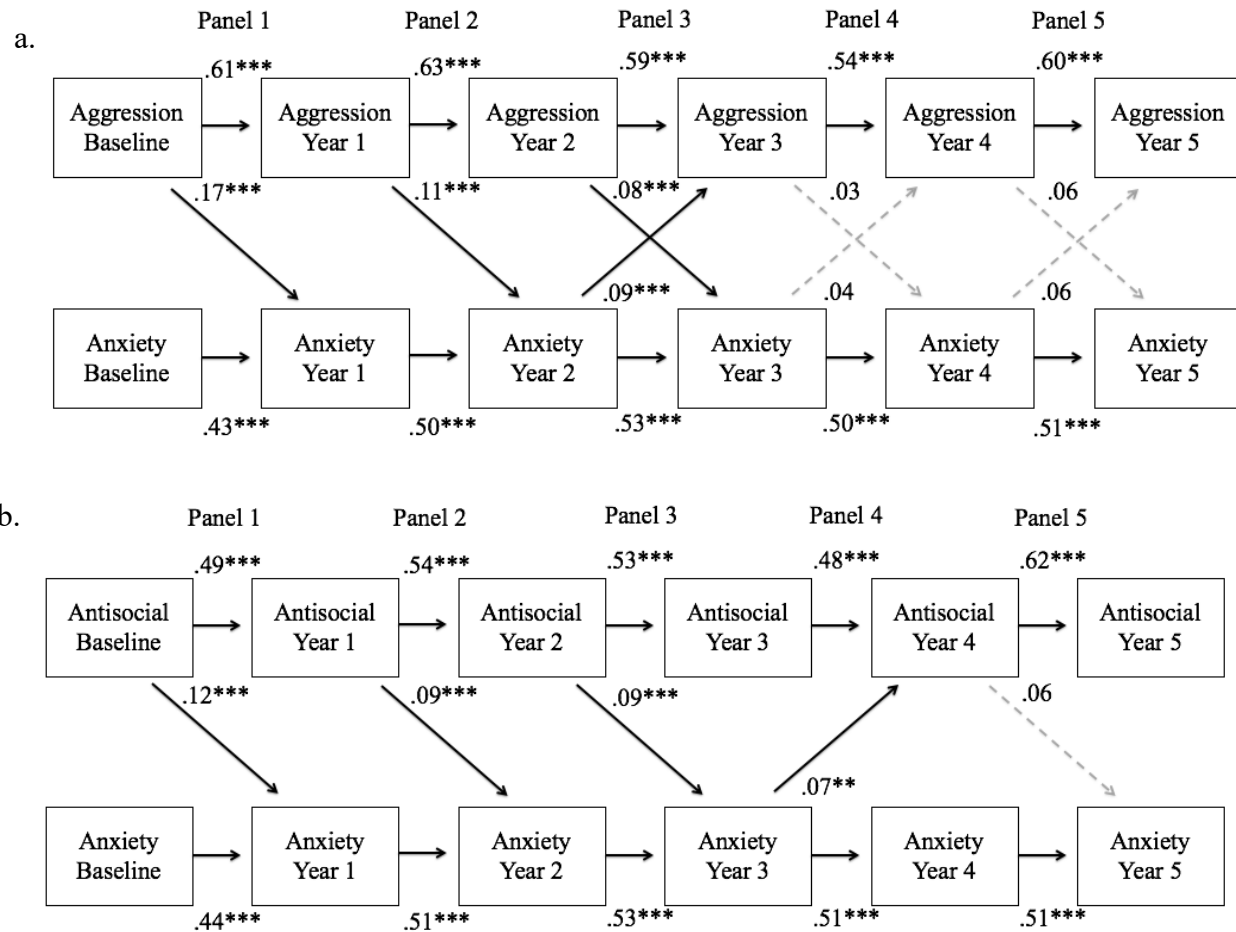 a.
Panel 1 Panel 2 Panel 3 Panel 4 Panel 5
.61*** .63*** .59*** .54*** .60***
Aggression Aggression Aggression Aggression Aggression Aggression
Baseline Year 1 Year 2 Year 3 Year 4 Year 5
.17*** .11*** .08*** .03 .06
.09*** .04 .06
Anxiety Anxiety Anxiety Anxiety Anxiety Anxiety
Baseline Year 1 Year 2 Year 3 Year 4 Year 5
.43*** .50*** .53*** .50*** .51***
b.
Panel 1 Panel 2 Panel 3 Panel 4 Panel 5
.49*** .54*** .53*** .48*** .62***
Antisocial Antisocial Antisocial Antisocial Antisocial Antisocial
Baseline Year 1 Year 2 Year 3 Year 4 Year 5
.12*** .09*** .09*** .06
.07**
Anxiety Anxiety Anxiety Anxiety Anxiety Anxiety
Baseline Year 1 Year 2 Year 3 Year 4 Year 5
.44*** .51*** .53*** .51*** .51***